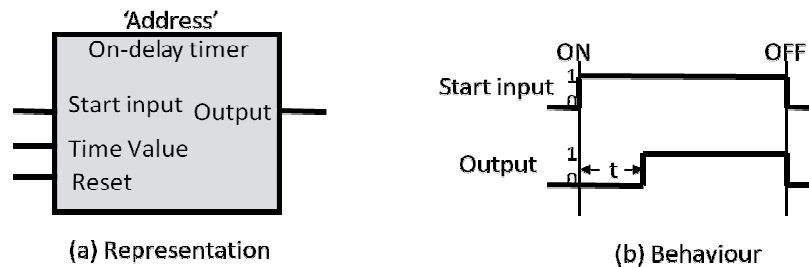 'Address'
On-delay timer
Start input Output
Time Value
Reset
(a) Representation
ON OFF
Start input 1
0
Output 1
0 t
(b) Behaviour